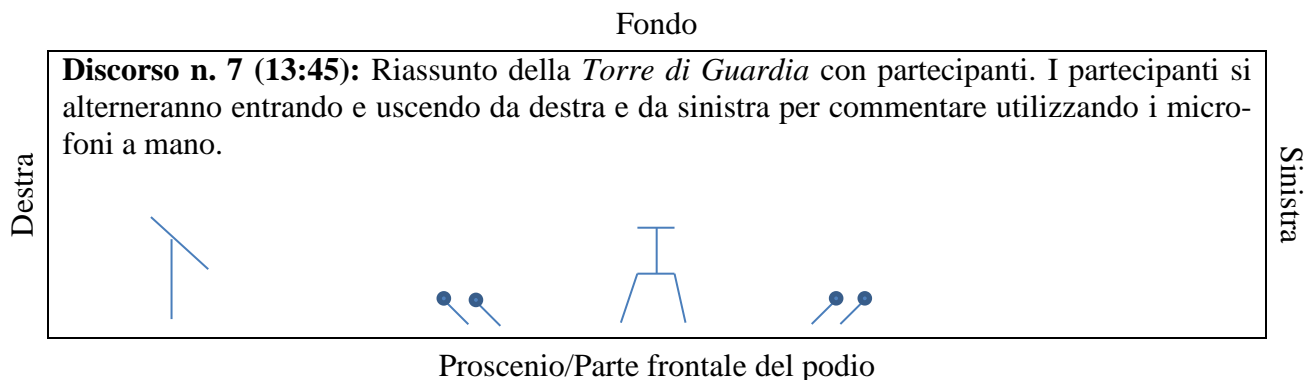 Fondo
Discorso n. 7 (13:45): Riassunto della Torre di Guardia con partecipanti. I partecipanti si
alterneranno entrando e uscendo da destra e da sinistra per commentare utilizzando i micro-
foni a mano.
Destra
Sinistra
Proscenio/Parte frontale del podio